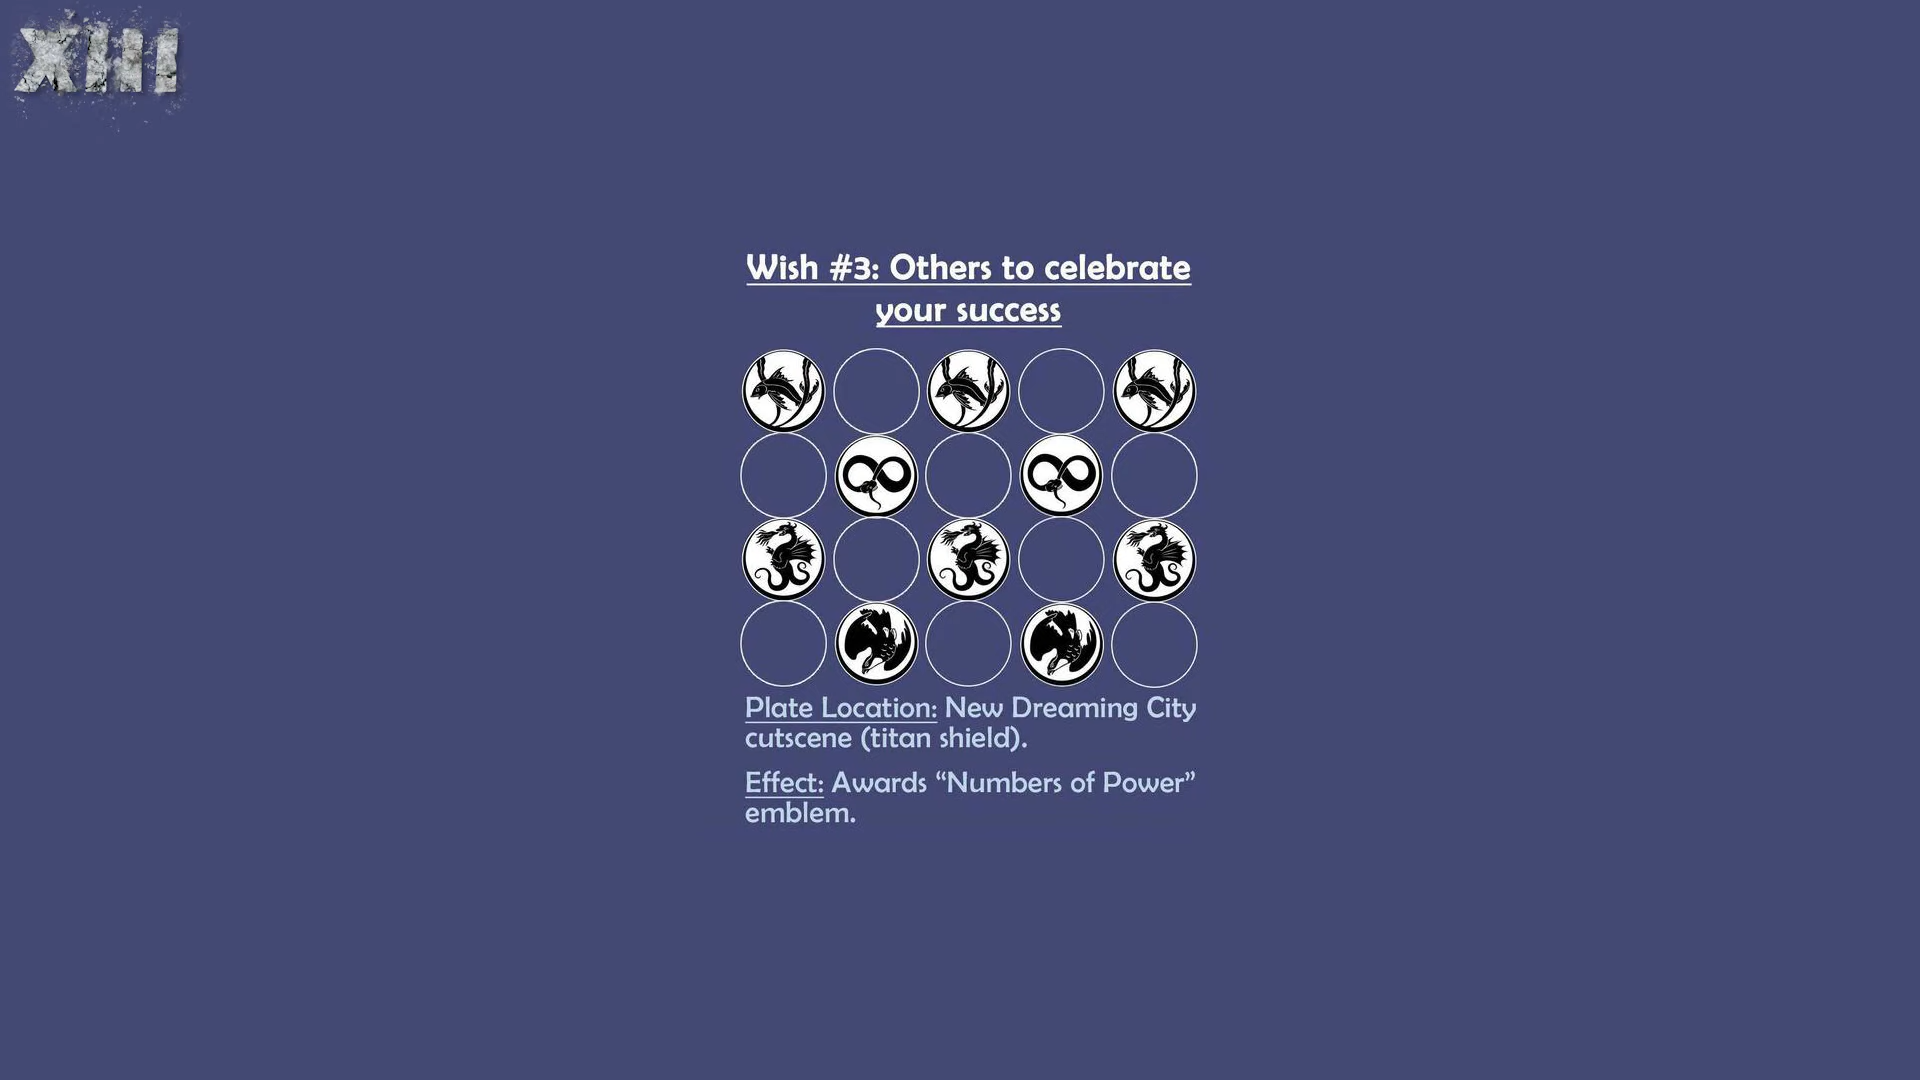 XIII
Wish #3: Others to celebrate
your success
Plate Location: New Dreaming City
cutscene (titan shield).
Effect: Awards “Numbers of Power”
emblem.